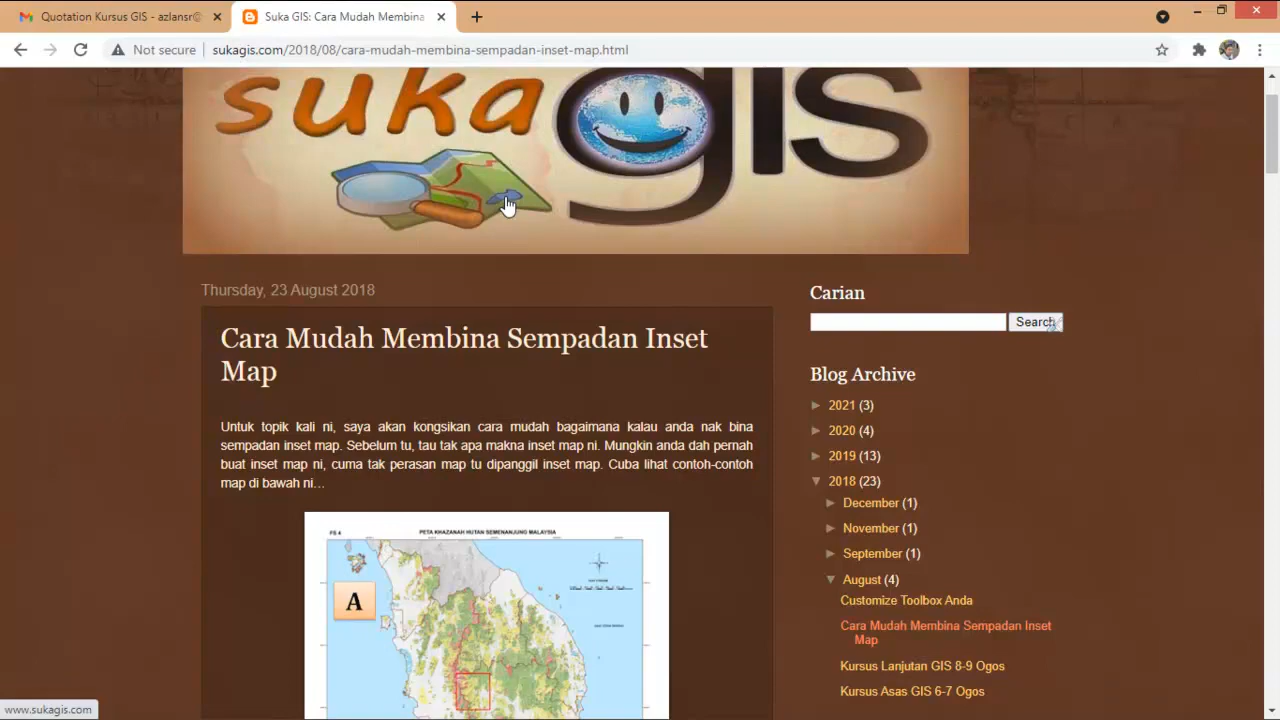 Quotation Kursus GIS - azlansr@
Suka GIS: Cara Mudah Membina
Not secure
sukagis.com/2018/08/cara-mudah-membina-sempadan-inset-map.html
suka gis
Thursday, 23 August 2018
Cara Mudah Membina Sempadan Inset
Map
Untuk topik kali ni, saya akan kongsikan cara mudah bagaimana kalau anda nak bina
sempadan inset map. Sebelum tu, tau tak apa makna inset map ni. Mungkin anda dah pernah
buat inset map ni, cuma tak perasan map tu dipanggil inset map. Cuba lihat contoh-contoh
map di bawah ni...
FS 4
PETA KHAZANAH HUTAN SEMENANJUNG MALAYSIA
A
Carian
Search
Blog Archive
► 2021 (3)
► 2020 (4)
► 2019 (13)
▼ 2018 (23)
► December (1)
► November (1)
► September (1)
▼ August (4)
Customize Toolbox Anda
Cara Mudah Membina Sempadan Inset
Map
Kursus Lanjutan GIS 8-9 Ogos
Kursus Asas GIS 6-7 Ogos
www.sukagis.com